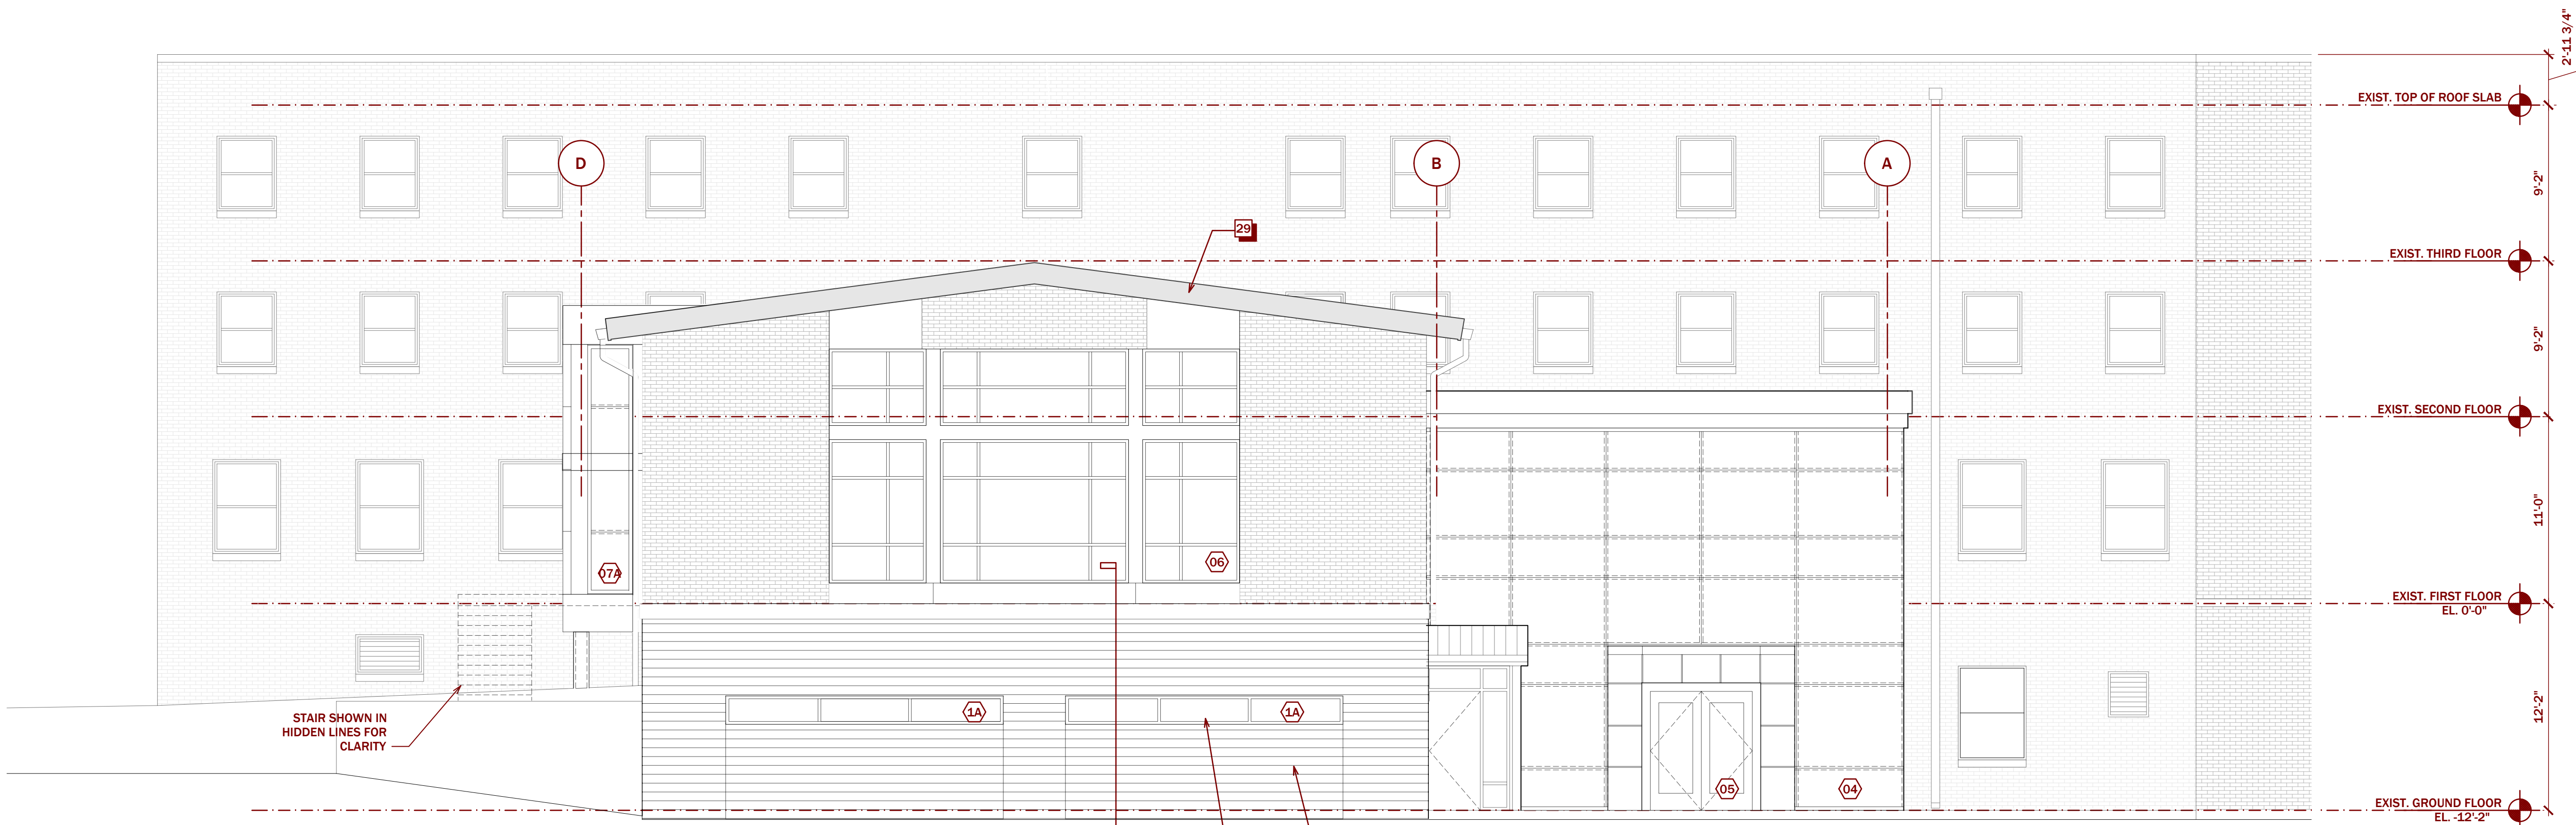 2'-11 3/4"
EXIST. TOP OF ROOF SLAB
D
B
A
9'-2"
29
EXIST. THIRD FLOOR
9'-2"
EXIST. SECOND FLOOR
11'-0"
06
07A
EXIST. FIRST FLOOR
EL. 0'-0"
STAIR SHOWN IN
HIDDEN LINES FOR
CLARITY
1A
1A
12'-2"
05
04
EXIST. GROUND FLOOR
EL. -12'-2"